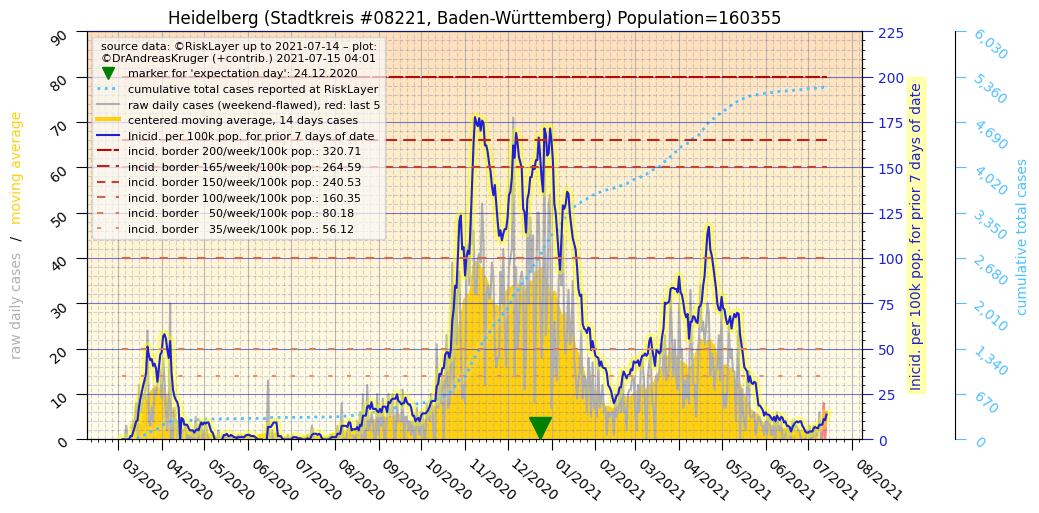 Heidelberg (Stadtkreis #08221, Baden-Württemberg) Population=160355
source data: ©RiskLayer up to 2021-07-14 – plot:
©DrAndreasKruger (+contrib.) 2021-07-15 04:01
marker for 'expectation day': 24.12.2020
cumulative total cases reported at RiskLayer
raw daily cases (weekend-flawed), red: last 5
centered moving average, 14 days cases
Inicid. per 100k pop. for prior 7 days of date
incid. border 200/week/100k pop.: 320.71
incid. border 165/week/100k pop.: 264.59
incid. border 150/week/100k pop.: 240.53
incid. border 100/week/100k pop.: 160.35
incid. border   50/week/100k pop.: 80.18
incid. border   35/week/100k pop.: 56.12
raw daily cases / moving average
90
80
70
60
50
40
30
20
10
0
03/2020
04/2020
05/2020
06/2020
07/2020
08/2020
09/2020
10/2020
11/2020
12/2020
01/2021
02/2021
03/2021
04/2021
05/2021
06/2021
07/2021
08/2021
225
200
175
150
125
100
75
50
25
0
Inicid. per 100k pop. for prior 7 days of date
6,030
5,360
4,690
4,020
3,350
2,680
2,010
1,340
670
0
cumulative total cases